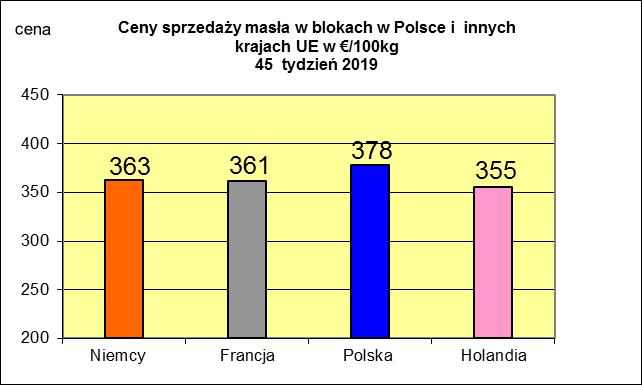 cena
Ceny sprzedaży masła w blokach w Polsce i  innych
krajach UE w €/100kg
45  tydzień 2019
450
400
350
300
250
200
363
361
378
355
Niemcy
Francja
Polska
Holandia